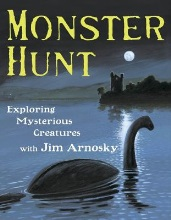 MONSTER
HUNT
Exploring
Mysterious
Creatures
with Jim Arnosky